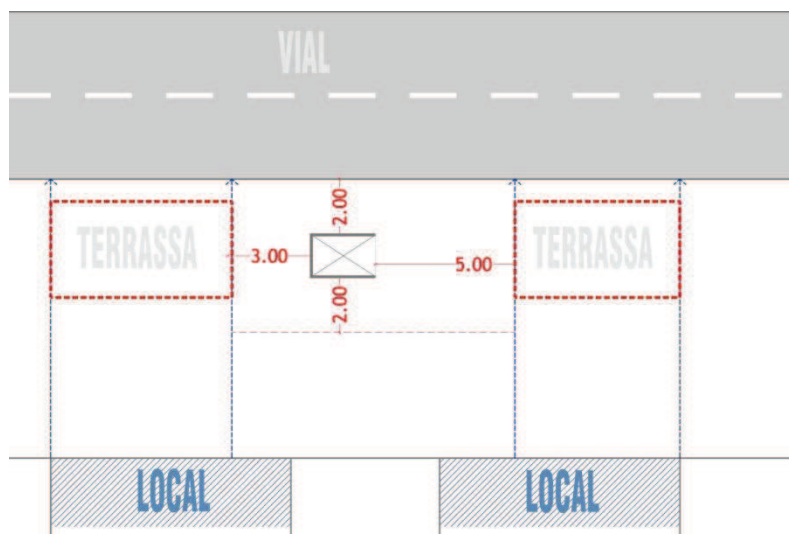 VIAL
2.00
TERRASSA
TERRASSA
3.00
5.00
2.00
LOCAL
LOCAL